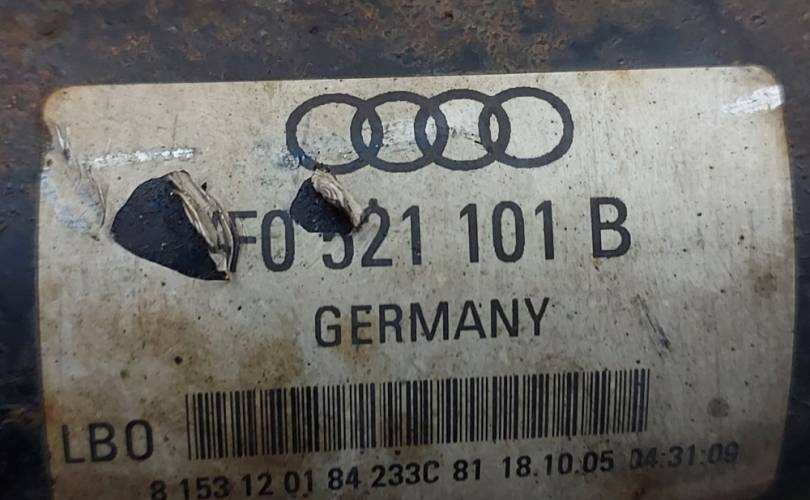 F0 521 101 B
GERMANY
LBO
8 153 12 01 84 233C 81 18.10.05 04:31:09